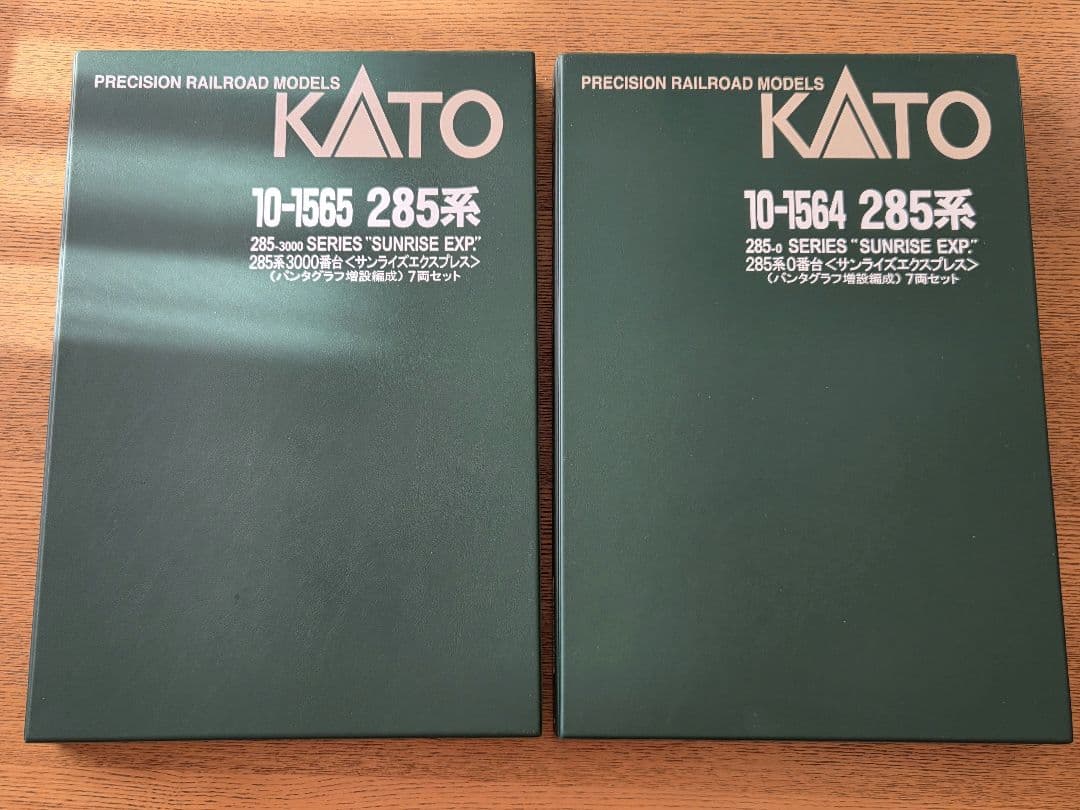 PRECISION RAILROAD MODELS
KATO
10-1565 285系
285-3000 SERIES "SUNRISE EXP."
285系3000番台<サンライズエクスプレス>
(パンタグラフ増設編成) 7両セット
PRECISION RAILROAD MODELS
KATO
10-1564 285系
285-0 SERIES "SUNRISE EXP."
285系0番台<サンライズエクスプレス>
(パンタグラフ増設編成) 7両セット